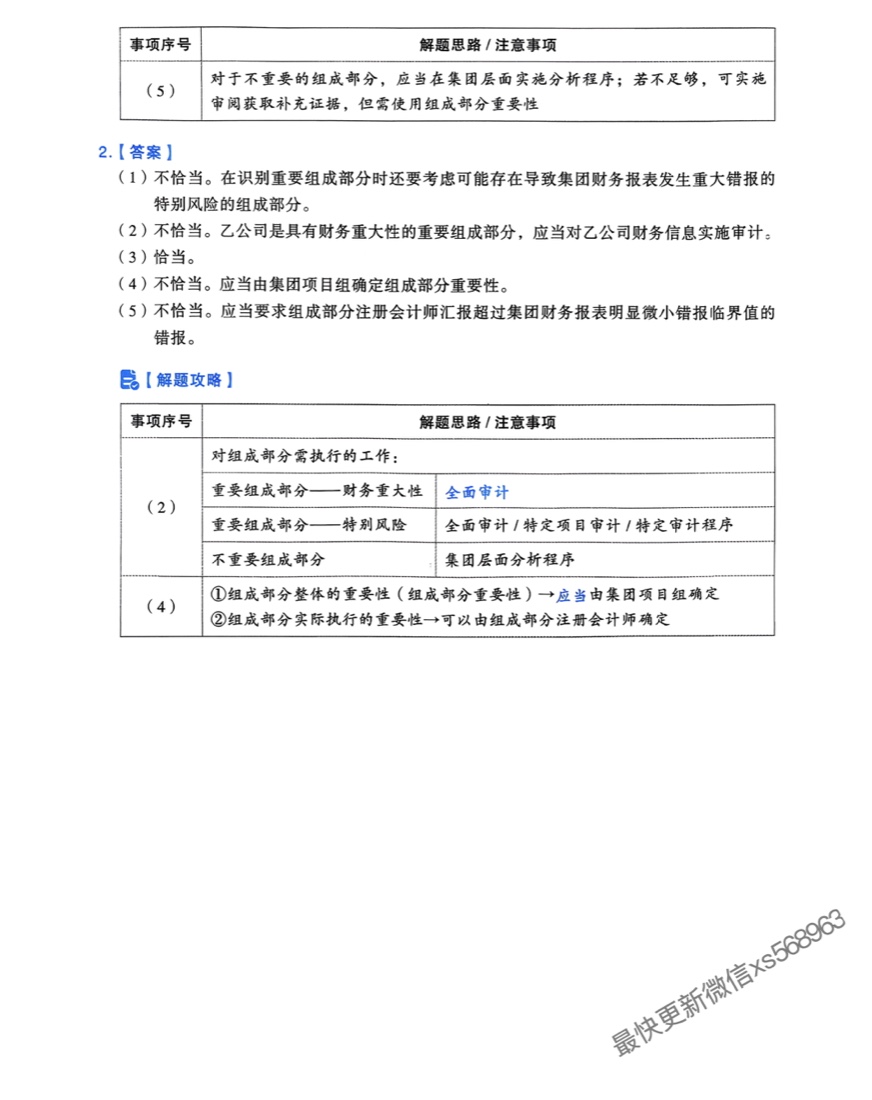 事项序号 解题思路 / 注意事项
（5） 对于不重要的组成部分，应当在集团层面实施分析程序；若不足够，可实施
审阅获取补充证据，但需使用组成部分重要性
2.【答案】
（1）不恰当。在识别重要组成部分时还要考虑可能存在导致集团财务报表发生重大错报的
特别风险的组成部分。
（2）不恰当。乙公司是具有财务重大性的重要组成部分，应当对乙公司财务信息实施审计。
（3）恰当。
（4）不恰当。应当由集团项目组确定组成部分重要性。
（5）不恰当。应当要求组成部分注册会计师汇报超过集团财务报表明显微小错报临界值的
错报。
【解题攻略】
事项序号 解题思路 / 注意事项
（2） 对组成部分需执行的工作：
重要组成部分——财务重大性 全面审计
重要组成部分——特别风险 全面审计 / 特定项目审计 / 特定审计程序
不重要组成部分 集团层面分析程序
（4） ①组成部分整体的重要性（组成部分重要性）→应当由集团项目组确定
②组成部分实际执行的重要性→可以由组成部分注册会计师确定
最快更新微信xs568963